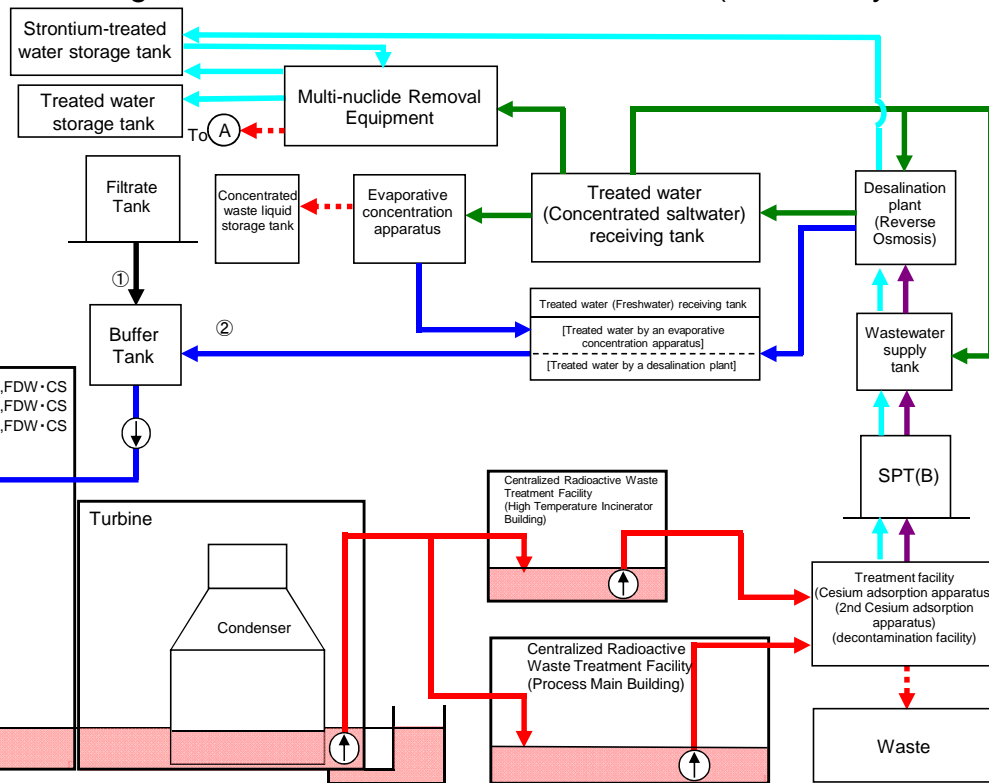 Strontium-treated
water storage tank
Treated water
storage tank
Multi-nuclide Removal
Equipment
To A
Filtrate
Tank
Concentrated
waste liquid
storage tank
Evaporative
concentration
apparatus
Treated water
(Concentrated saltwater)
receiving tank
Desalination
plant
(Reverse
Osmosis)
①
②
Buffer
Tank
Treated water (Freshwater) receiving tank
[Treated water by an evaporative
concentration apparatus]
[Treated water by a desalination plant]
Wastewater
supply
tank
,FDW・CS
,FDW・CS
,FDW・CS
SPT(B)
Turbine
Condenser
Centralized Radioactive Waste
Treatment Facility
(High Temperature Incinerator
Building)
Centralized Radioactive
Waste Treatment Facility
(Process Main Building)
Treatment facility
(Cesium adsorption apparatus
(2nd Cesium adsorption
apparatus)
(decontamination facility)
Waste